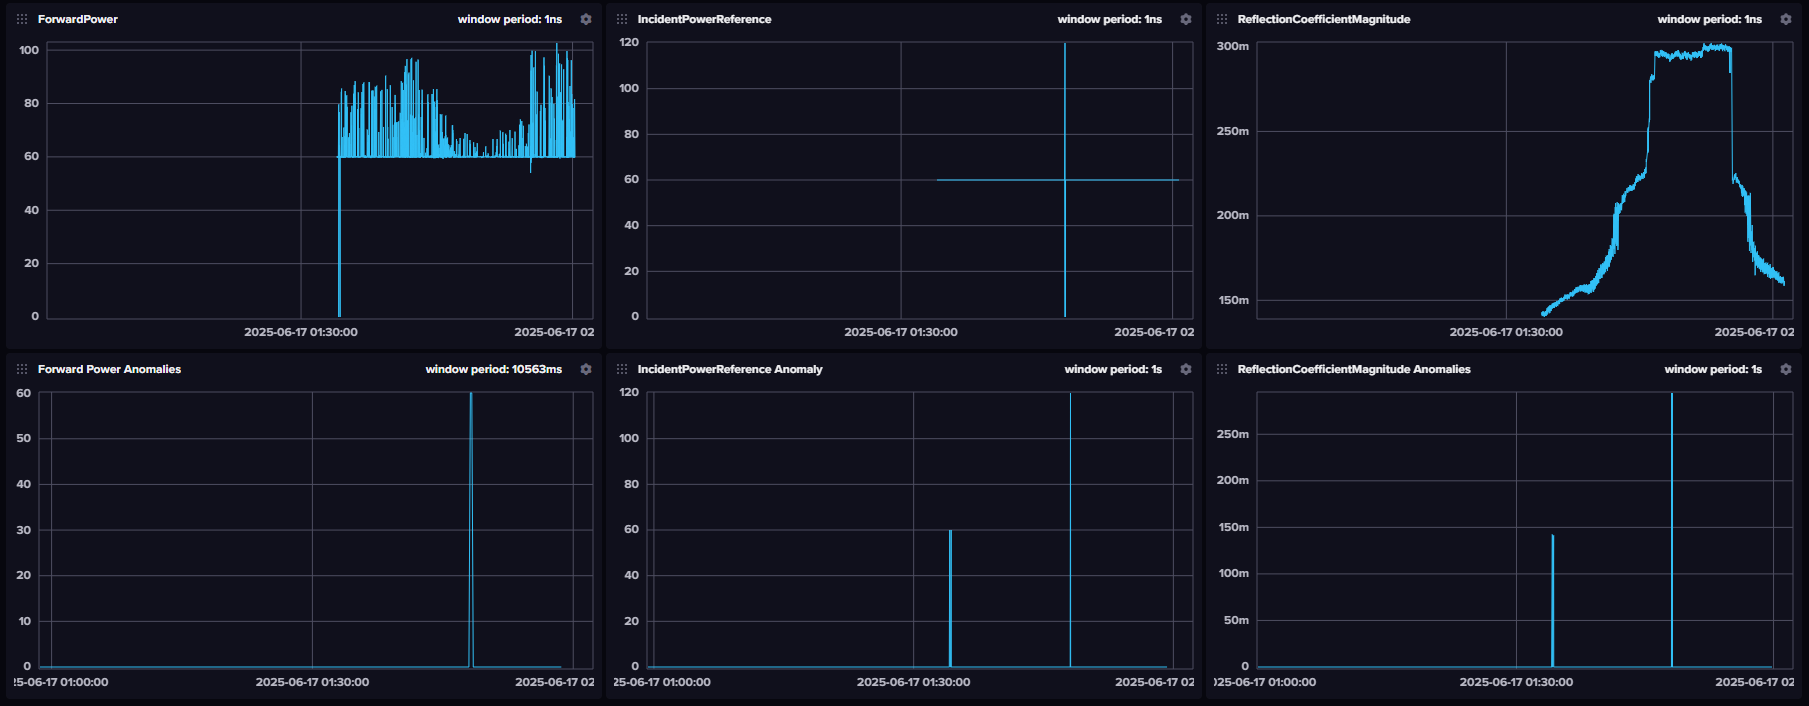 ForwardPower
window period: 1ns
100
80
60
40
20
0
2025-06-17 01:30:00
2025-06-17 02
IncidentPowerReference
window period: 1ns
120
100
80
60
40
20
0
2025-06-17 01:30:00
2025-06-17 02
ReflectionCoefficientMagnitude
window period: 1ns
300m
250m
200m
150m
2025-06-17 01:30:00
2025-06-17 02
Forward Power Anomalies
window period: 10563ms
60
50
40
30
20
10
0
25-06-17 01:00:00
2025-06-17 01:30:00
2025-06-17 02
IncidentPowerReference Anomaly
window period: 1s
120
100
80
60
40
20
0
25-06-17 01:00:00
2025-06-17 01:30:00
2025-06-17 02
ReflectionCoefficientMagnitude Anomalies
window period: 1s
250m
200m
150m
100m
50m
0
025-06-17 01:00:00
2025-06-17 01:30:00
2025-06-17 02